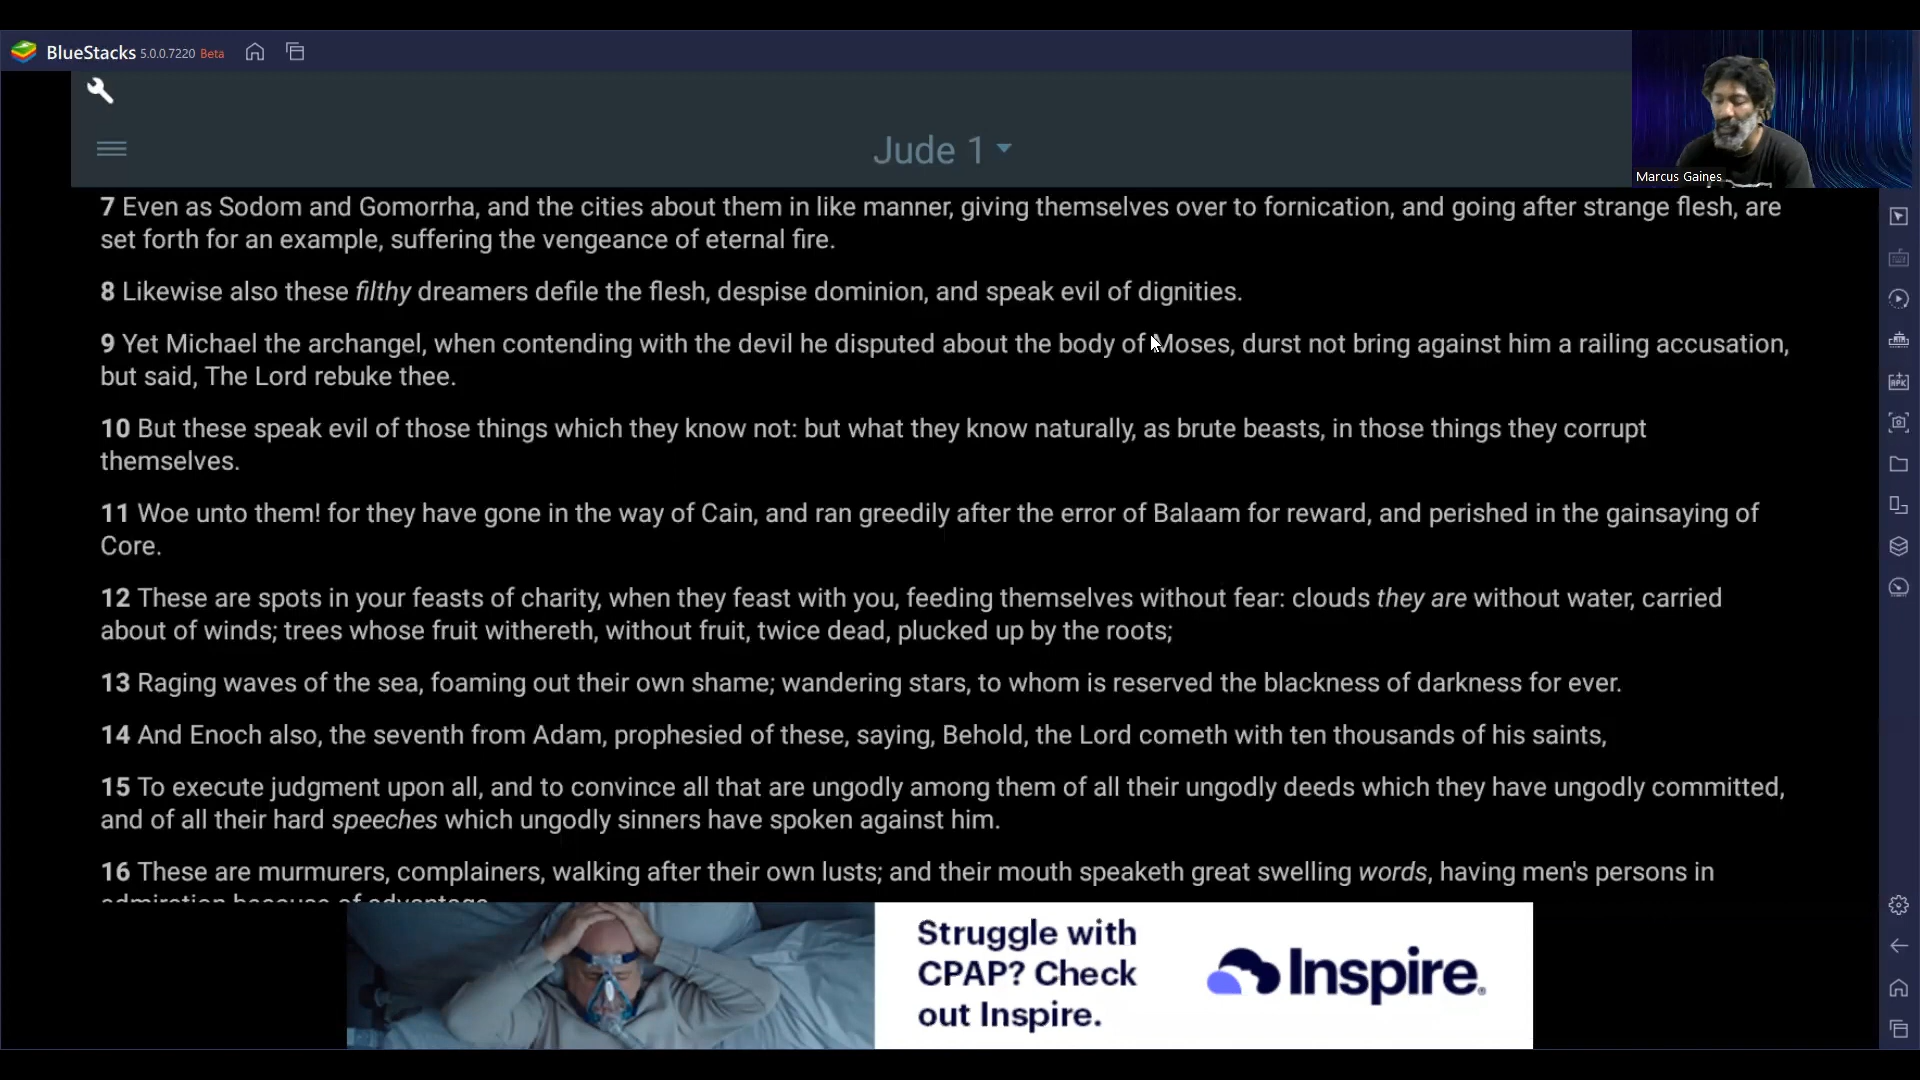 BlueStacks 5.0.0.7220 Beta
Jude 1
Marcus Gaines
7 Even as Sodom and Gomorrha, and the cities about them in like manner, giving themselves over to fornication, and going after strange flesh, are
set forth for an example, suffering the vengeance of eternal fire.
8 Likewise also these filthy dreamers defile the flesh, despise dominion, and speak evil of dignities.
9 Yet Michael the archangel, when contending with the devil he disputed about the body of Moses, durst not bring against him a railing accusation,
but said, The Lord rebuke thee.
10 But these speak evil of those things which they know not: but what they know naturally, as brute beasts, in those things they corrupt
themselves.
11 Woe unto them! for they have gone in the way of Cain, and ran greedily after the error of Balaam for reward, and perished in the gainsaying of
Core.
12 These are spots in your feasts of charity, when they feast with you, feeding themselves without fear: clouds they are without water, carried
about of winds; trees whose fruit withereth, without fruit, twice dead, plucked up by the roots;
13 Raging waves of the sea, foaming out their own shame; wandering stars, to whom is reserved the blackness of darkness for ever.
14 And Enoch also, the seventh from Adam, prophesied of these, saying, Behold, the Lord cometh with ten thousands of his saints,
15 To execute judgment upon all, and to convince all that are ungodly among them of all their ungodly deeds which they have ungodly committed,
and of all their hard speeches which ungodly sinners have spoken against him.
16 These are murmurers, complainers, walking after their own lusts; and their mouth speaketh great swelling words, having men's persons in
admiration because of advantage.
Struggle with
CPAP? Check
out Inspire.
Inspire